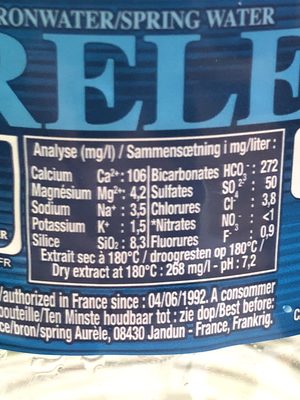 RONWATER/SPRING WATER
RELE
Analyse (mg/l) / Sammensœtning i mg/liter :
Calcium Ca²⁺: 106 Bicarbonates HCO₃⁻ : 272
Magnésium Mg²⁺: 4,2 Sulfates SO₄²⁻ : 50
Sodium Na⁺ : 3,5 Chlorures Cl⁻ : 3,8
Potassium K⁺ : 1,5 *Nitrates NO₃⁻ : <1
Silice SiO₂ : 8,3 Fluorures F⁻ : 0,9
Extrait sec à 180°C / droogresten op 180°C /
Dry extract at 180°C : 268 mg/l - pH : 7,2
/authorized in France since : 04/06/1992. A consommer
bouteille/Ten Minste houdbaar tot : zie dop/Best before:
ce/bron/spring Aurèle, 08430 Jandun - France, Frankrig.
FR